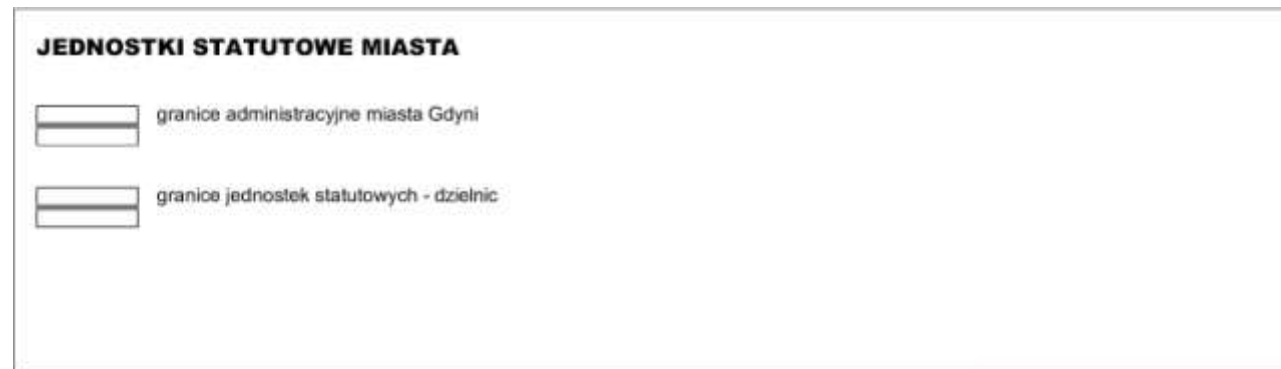 JEDNOSTKI STATUTOWE MIASTA
granice administracyjne miasta Gdyni
granice jednostek statutowych - dzielnic